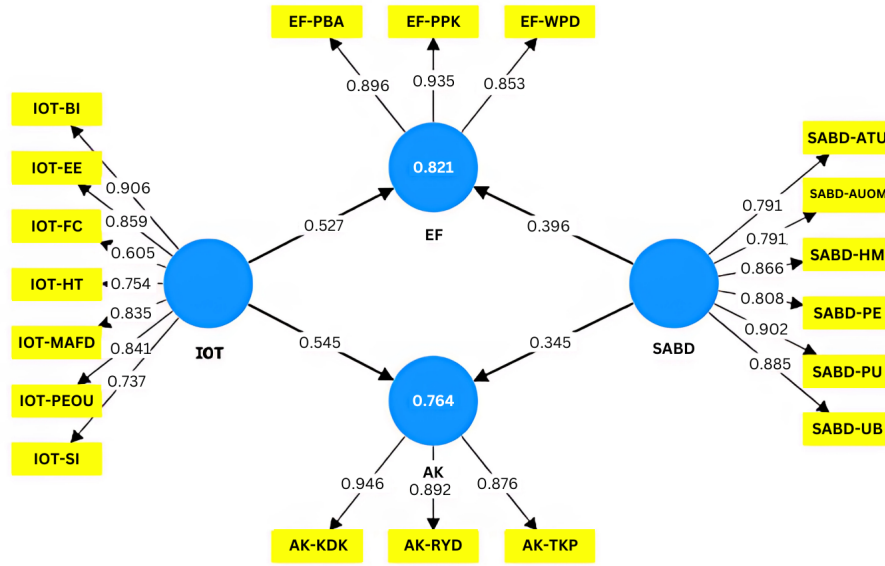 EF-PBA
EF-PPK
EF-WPD
0.896
0.935
0.853
IOT-BI
IOT-EE
IOT-FC
IOT-HT
IOT-MAFD
IOT-PEOU
IOT-SI
0.906
0.859
0.605
0.754
0.835
0.841
0.737
IOT
0.821
EF
0.527
0.396
0.545
0.345
0.764
AK
0.946
0.892
0.876
AK-KDK
AK-RYD
AK-TKP
SABD
0.791
0.791
0.866
0.808
0.902
0.885
SABD-ATU
SABD-AUOM
SABD-HM
SABD-PE
SABD-PU
SABD-UB